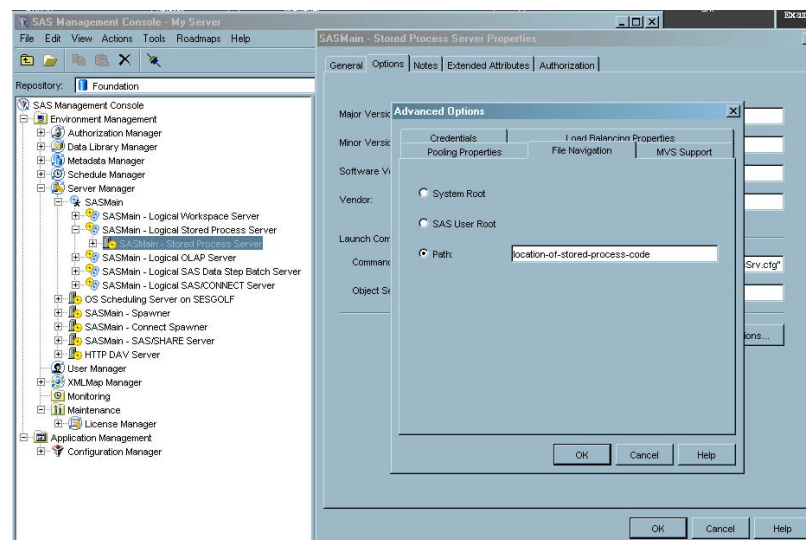 SAS Management Console - My Server
File Edit View Actions Tools Roadmaps Help
Repository: Foundation
SAS Management Console
Environment Management
Authorization Manager
Data Library Manager
Metadata Manager
Schedule Manager
Server Manager
SASMain
SASMain - Logical Workspace Server
SASMain - Logical Stored Process Server
SASMain - Stored Process Server
SASMain - Logical OLAP Server
SASMain - Logical SAS Data Step Batch Server
SASMain - Logical SAS/CONNECT Server
OS Scheduling Server on SESGOLF
SASMain - Spawner
SASMain - Connect Spawner
SASMain - SAS/SHARE Server
HTTP DAV Server
User Manager
XMLMap Manager
Monitoring
Maintenance
License Manager
Application Management
Configuration Manager
SASMain - Stored Process Server Properties
General Options Notes Extended Attributes Authorization
Major Versic
Minor Versic
Software Ve
Vendor:
Launch Com
Command
Object Se
Srv.cfg"
ions...
Advanced Options
Credentials Load Balancing Properties
Pooling Properties File Navigation MVS Support
System Root
SAS User Root
Path: location-of-stored-process-code
OK Cancel Help
OK Cancel Help